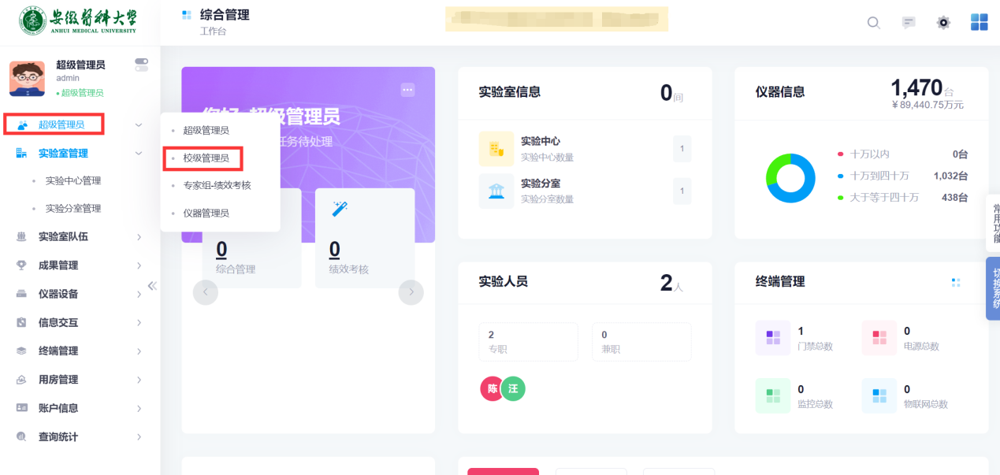 安徽医科大学
ANHUI MEDICAL UNIVERSITY
综合管理
工作台
超级管理员
admin
超级管理员
超级管理员
实验室管理
实验中心管理
实验分室管理
实验室队伍
成果管理
仪器设备
信息交互
终端管理
用房管理
账户信息
查询统计
超级管理员
校级管理员
专家组-绩效考核
仪器管理员
级管理员
任务待处理
0
综合管理
0
绩效考核
实验室信息
0间
实验中心
实验中心数量
1
实验分室
实验分室数量
1
仪器信息
1,470台
¥89,440.75万元
十万以内 0台
十万到四十万 1,032台
大于等于四十万 438台
实验人员
2人
2
专职
0
兼职
陈 汪
终端管理
1
门禁总数
0
电源总数
0
监控总数
0
物联网总数
常用功能
切换系统